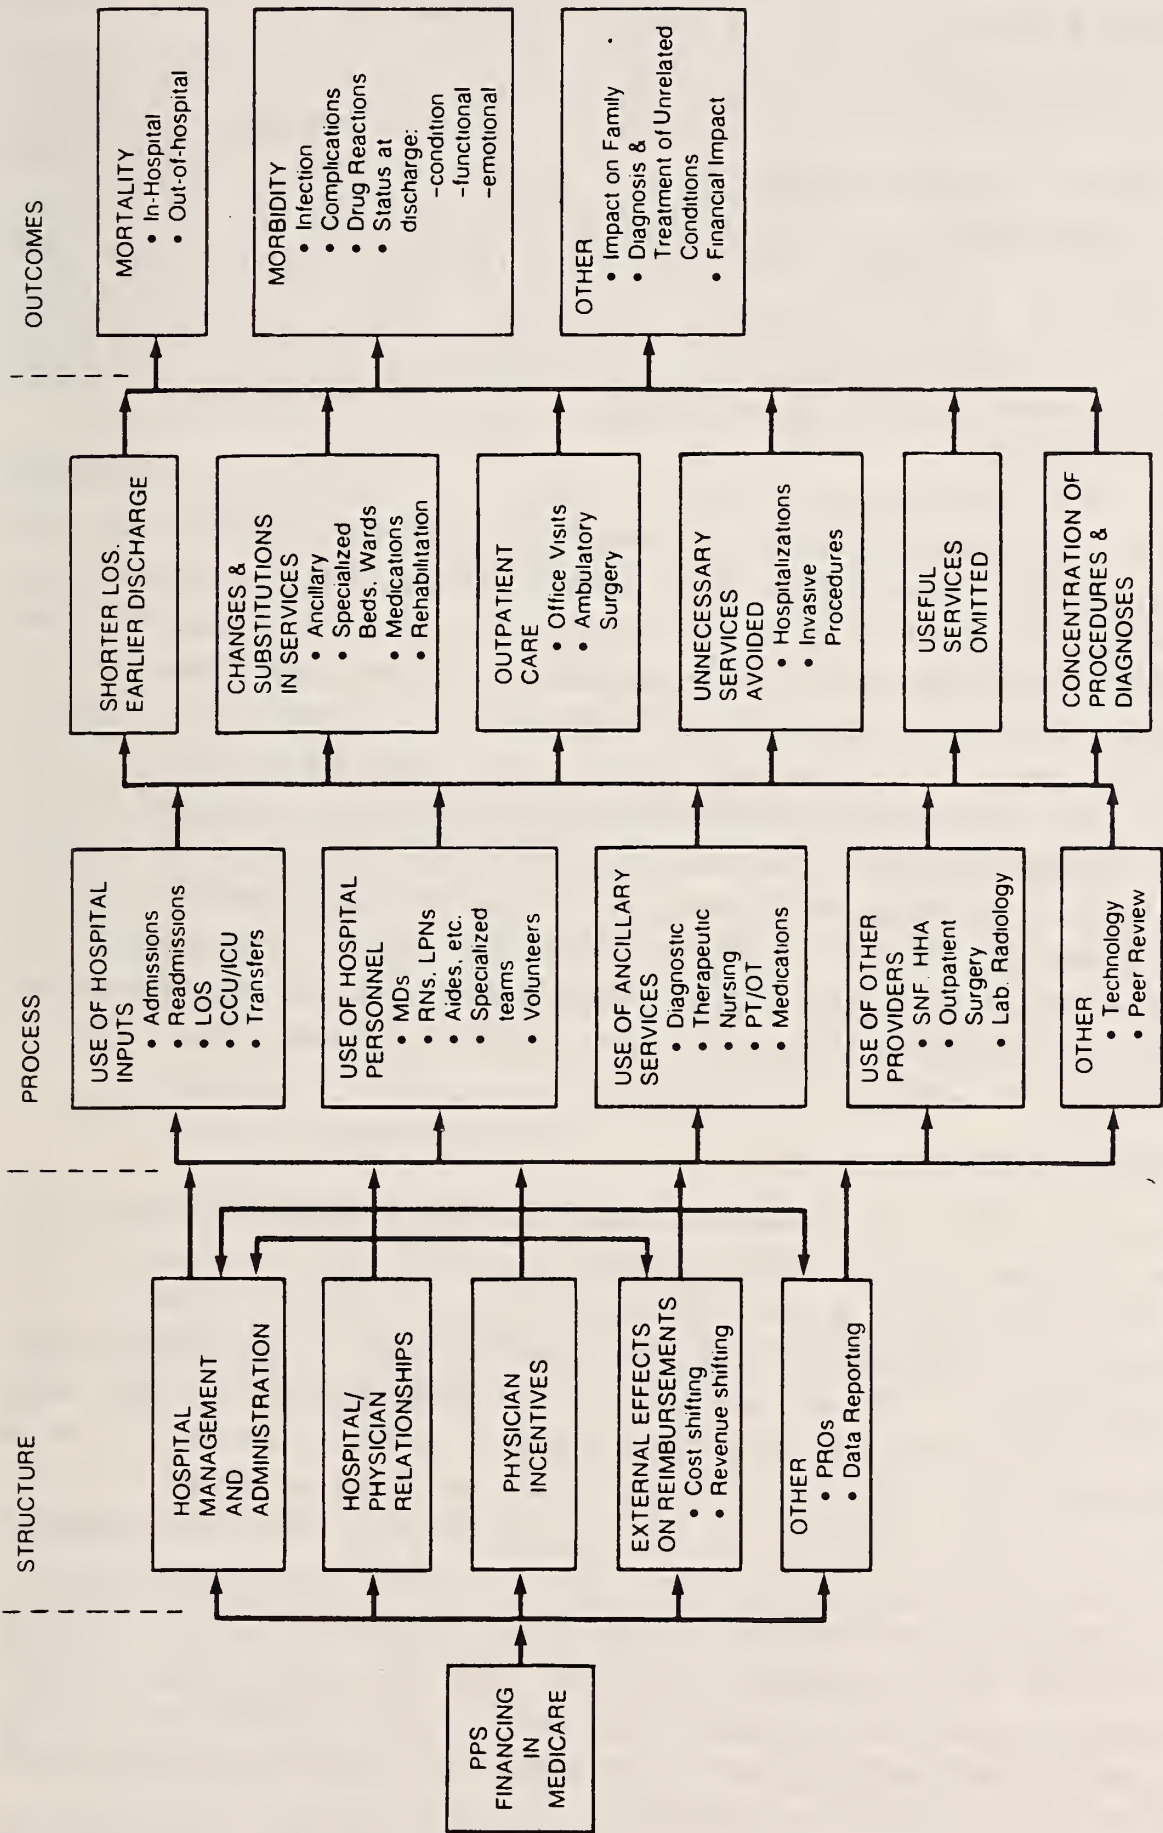 STRUCTURE
PROCESS
OUTCOMES
PPS
FINANCING
IN
MEDICARE
HOSPITAL
MANAGEMENT
AND
ADMINISTRATION
HOSPITAL/
PHYSICIAN
RELATIONSHIPS
PHYSICIAN
INCENTIVES
EXTERNAL EFFECTS
ON REIMBURSEMENTS
• Cost shifting
• Revenue shifting
OTHER
• PROs
• Data Reporting
USE OF HOSPITAL
INPUTS
• Admissions
• Readmissions
• LOS
• CCU/ICU
• Transfers
USE OF HOSPITAL
PERSONNEL
• MDs
• RNs. LPNs
• Aides, etc.
• Specialized
teams
• Volunteers
USE OF ANCILLARY
SERVICES
• Diagnostic
• Therapeutic
• Nursing
• PT/OT
• Medications
USE OF OTHER
PROVIDERS
• SNF. HHA
• Outpatient
Surgery
• Lab. Radiology
OTHER
• Technology
• Peer Review
SHORTER LOS.
EARLIER DISCHARGE
CHANGES &
SUBSTITUTIONS
IN SERVICES
• Ancillary
• Specialized
Beds. Wards
• Medications
• Rehabilitation
OUTPATIENT
CARE
• Office Visits
• Ambulatory
Surgery
UNNECESSARY
SERVICES
AVOIDED
• Hospitalizations
• Invasive
Procedures
USEFUL
SERVICES
OMITTED
CONCENTRATION OF
PROCEDURES &
DIAGNOSES
MORTALITY
• In-Hospital
• Out-of-hospital
MORBIDITY
• Infection
• Complications
• Drug Reactions
• Status at
discharge:
-condition
-functional
-emotional
OTHER
• Impact on Family
• Diagnosis &
Treatment of Unrelated
Conditions
• Financial Impact